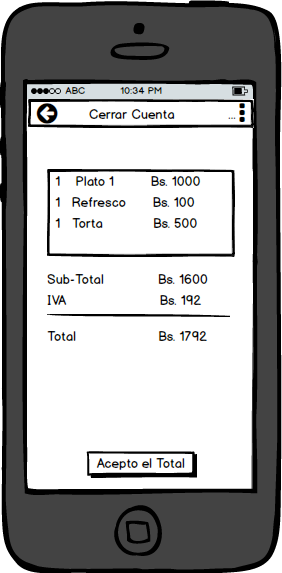 ABC 10:34 PM
Cerrar Cuenta ...
1 Plato 1 Bs. 1000
1 Refresco Bs. 100
1 Torta Bs. 500
Sub-Total Bs. 1600
IVA Bs. 192
Total Bs. 1792
Acepto el Total